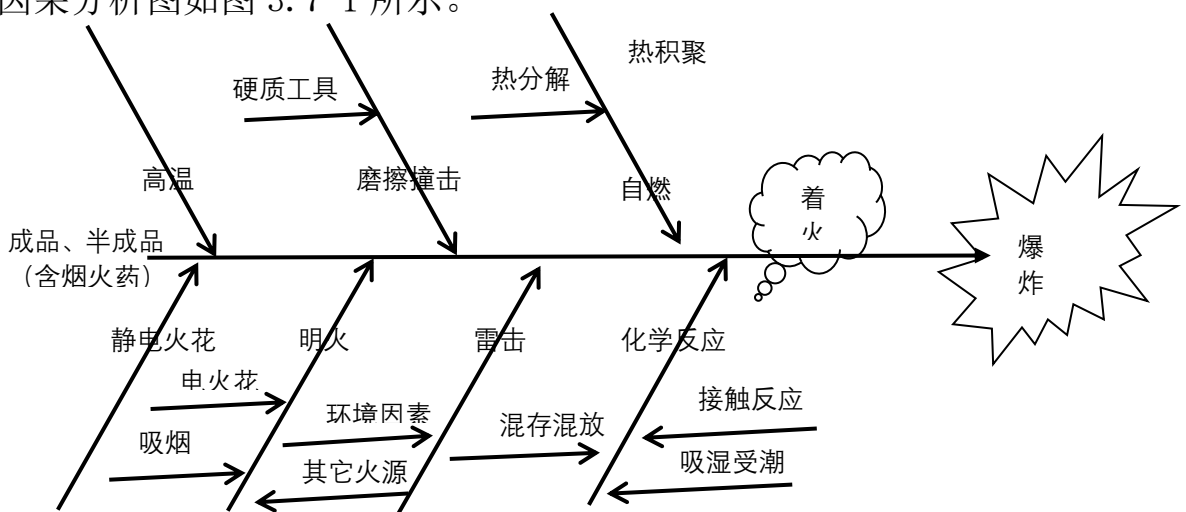 因果分析图如图 3.7-1 所示。
热积聚
热分解
硬质工具
高温
磨擦撞击
自燃
着
火
成品、半成品
（含烟火药）
爆
炸
静电火花
明火
雷击
化学反应
电火花
接触反应
环境因素
混存混放
吸烟
其它火源
吸湿受潮